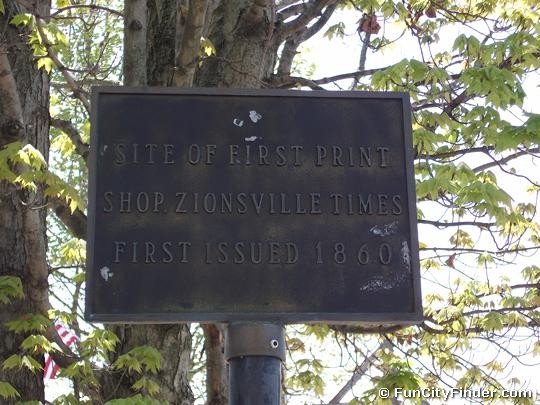 SITE OF FIRST PRINT
SHOP. ZIONSVILLE TIMES
FIRST ISSUED 1860
© FunCityFinder.com